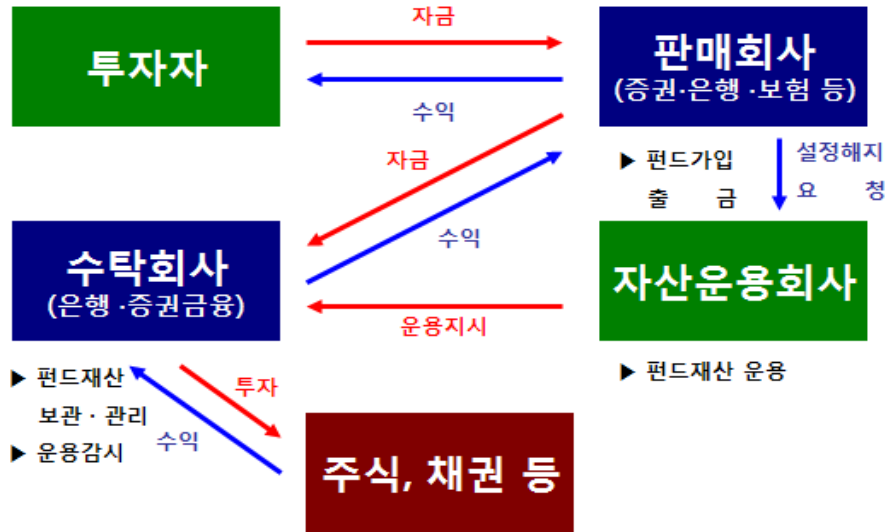 자금
투자자
판매회사
(증권·은행 ·보험 등)
수익
자금
▶ 펀드가입
출 금
설정해지
요 청
수익
수탁회사
(은행 ·증권금융)
자산운용회사
운용지시
▶ 펀드재산
보관 · 관리
▶ 운용감시
투자
수익
▶ 펀드재산 운용
주식, 채권 등